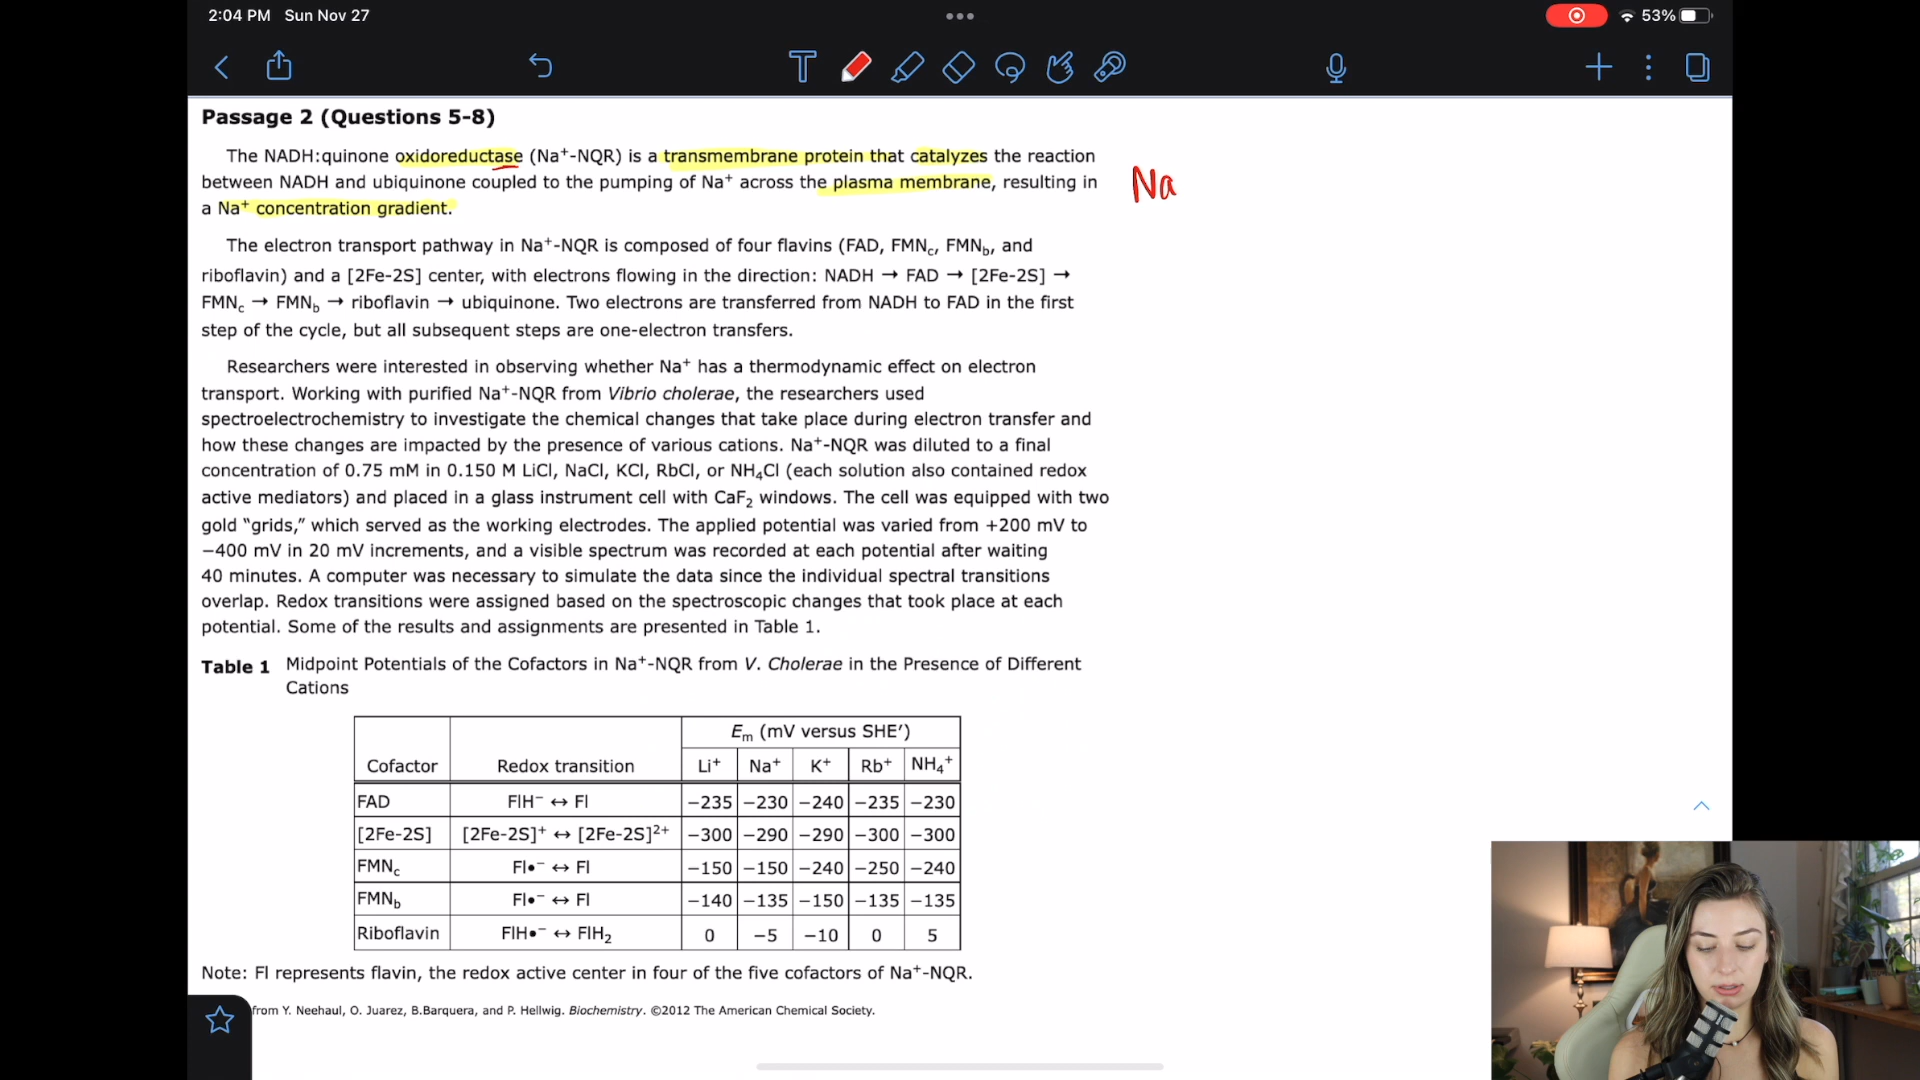 2:04 PM Sun Nov 27
53%
Passage 2 (Questions 5-8)
The NADH:quinone oxidoreductase (Na⁺-NQR) is a transmembrane protein that catalyzes the reaction
between NADH and ubiquinone coupled to the pumping of Na⁺ across the plasma membrane, resulting in
a Na⁺ concentration gradient.
Na
The electron transport pathway in Na⁺-NQR is composed of four flavins (FAD, FMNc, FMNb, and
riboflavin) and a [2Fe-2S] center, with electrons flowing in the direction: NADH → FAD → [2Fe-2S] →
FMNc → FMNb → riboflavin → ubiquinone. Two electrons are transferred from NADH to FAD in the first
step of the cycle, but all subsequent steps are one-electron transfers.
Researchers were interested in observing whether Na⁺ has a thermodynamic effect on electron
transport. Working with purified Na⁺-NQR from Vibrio cholerae, the researchers used
spectroelectrochemistry to investigate the chemical changes that take place during electron transfer and
how these changes are impacted by the presence of various cations. Na⁺-NQR was diluted to a final
concentration of 0.75 mM in 0.150 M LiCl, NaCl, KCl, RbCl, or NH₄Cl (each solution also contained redox
active mediators) and placed in a glass instrument cell with CaF₂ windows. The cell was equipped with two
gold “grids,” which served as the working electrodes. The applied potential was varied from +200 mV to
−400 mV in 20 mV increments, and a visible spectrum was recorded at each potential after waiting
40 minutes. A computer was necessary to simulate the data since the individual spectral transitions
overlap. Redox transitions were assigned based on the spectroscopic changes that took place at each
potential. Some of the results and assignments are presented in Table 1.
Table 1 Midpoint Potentials of the Cofactors in Na⁺-NQR from V. Cholerae in the Presence of Different
Cations
Em (mV versus SHE′)
Cofactor Redox transition Li⁺ Na⁺ K⁺ Rb⁺ NH₄⁺
FAD FlH⁻ ↔ Fl −235 −230 −240 −235 −230
[2Fe-2S] [2Fe-2S]⁺ ↔ [2Fe-2S]²⁺ −300 −290 −290 −300 −300
FMNc Fl•⁻ ↔ Fl −150 −150 −240 −250 −240
FMNb Fl•⁻ ↔ Fl −140 −135 −150 −135 −135
Riboflavin FlH•⁻ ↔ FlH₂ 0 −5 −10 0 5
Note: Fl represents flavin, the redox active center in four of the five cofactors of Na⁺-NQR.
from Y. Neehaul, O. Juarez, B.Barquera, and P. Hellwig. Biochemistry. ©2012 The American Chemical Society.